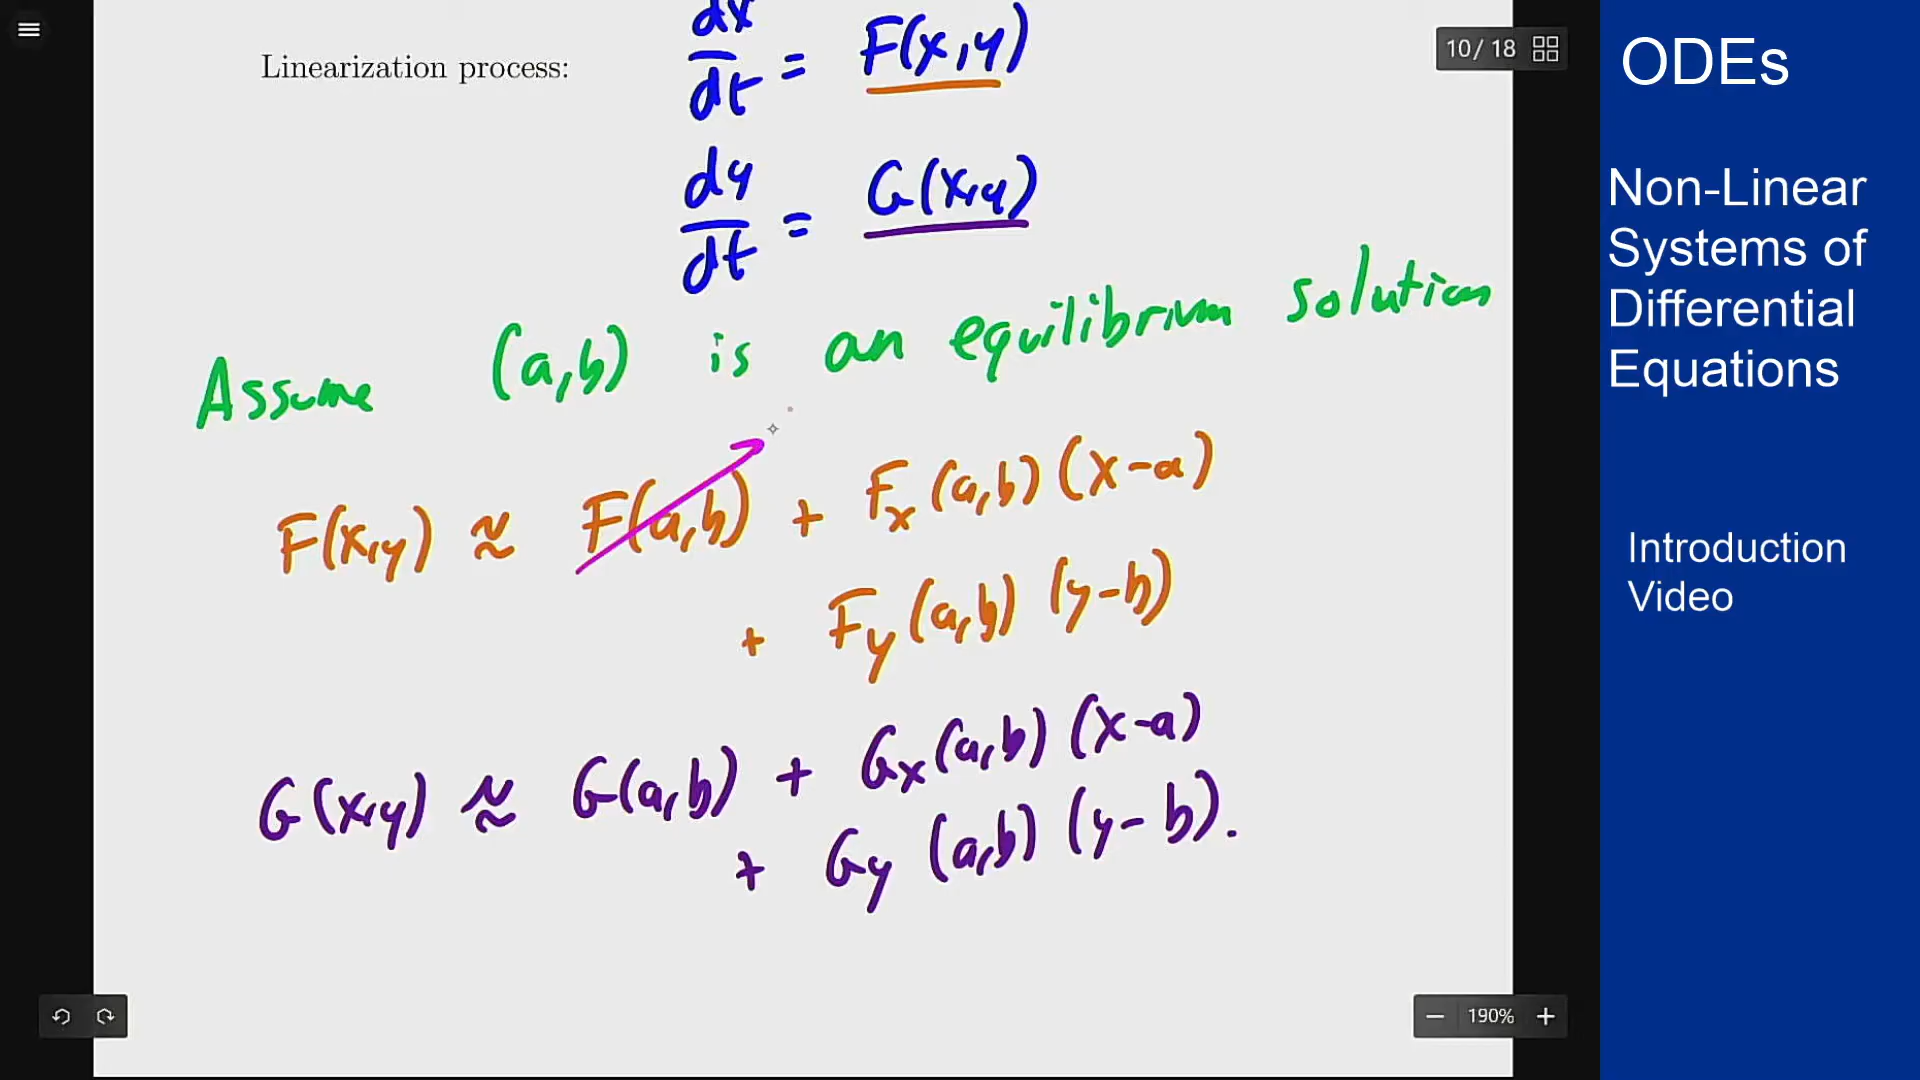 10 / 18
Linearization process:
dx/dt = F(x,y)
dy/dt = G(x,y)
Assume (a,b) is an equilibrium solution
F(x,y) ≈ F(a,b) + Fx(a,b)(x-a)
+ Fy(a,b)(y-b)
G(x,y) ≈ G(a,b) + Gx(a,b)(x-a)
+ Gy(a,b)(y-b).
190%
ODEs
Non-Linear
Systems of
Differential
Equations
Introduction
Video